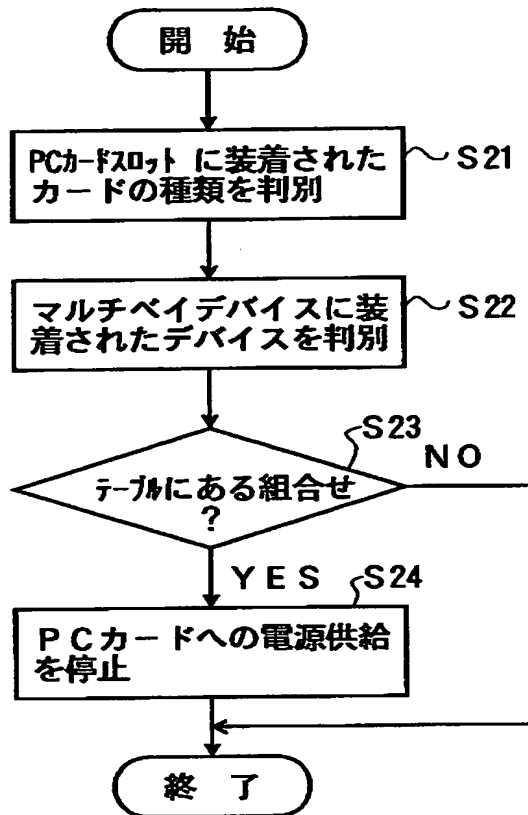 開 始
PCカードスロット に装着された
カードの種類を判別
S21
マルチベイデバイスに装
着されたデバイスを判別
S22
S23
NO
テーブルにある組合せ
?
YES
S24
PCカードへの電源供給
を停止
終 了